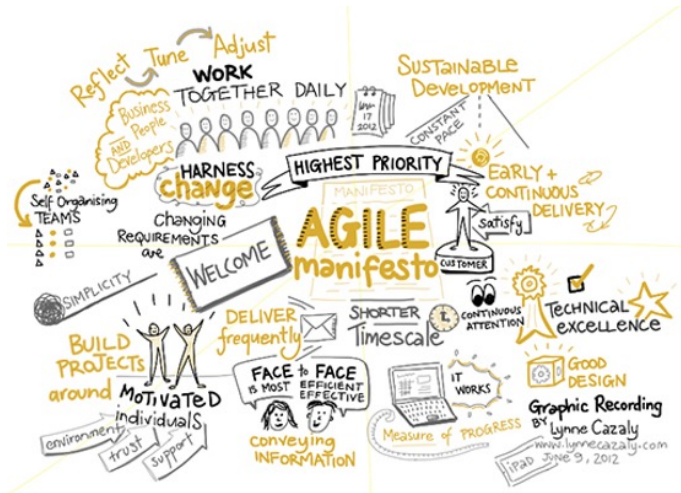 Reflect
Tune
Adjust
WORK
TOGETHER DAILY
Business
People
AND
Developers
17
2012
SUSTAINABLE
DEVELOPMENT
CONSTANT
PACE
HIGHEST PRIORITY
HARNESS
change
EARLY +
CONTINUOUS
DELIVERY
satisfy
CUSTOMER
Self Organising
TEAMS
CHANGING
REQUIREMENTS
are
WELCOME
MANIFESTO
AGILE
manifesto
SIMPLICITY
DELIVER
frequently
SHORTER
Timescale
CONTINUOUS
ATTENTION
TECHNICAL
excellence
BUILD
PROJECTS
around
MOTIVATED
individuals
environment
trust
support
FACE to FACE
IS MOST EFFICIENT
EFFECTIVE
conveying
INFORMATION
IT
WORKS
Measure of PROGRESS
GOOD
DESIGN
Graphic Recording
BY Lynne Cazaly
www.lynnecazaly.com
iPAD JUNE 9, 2012